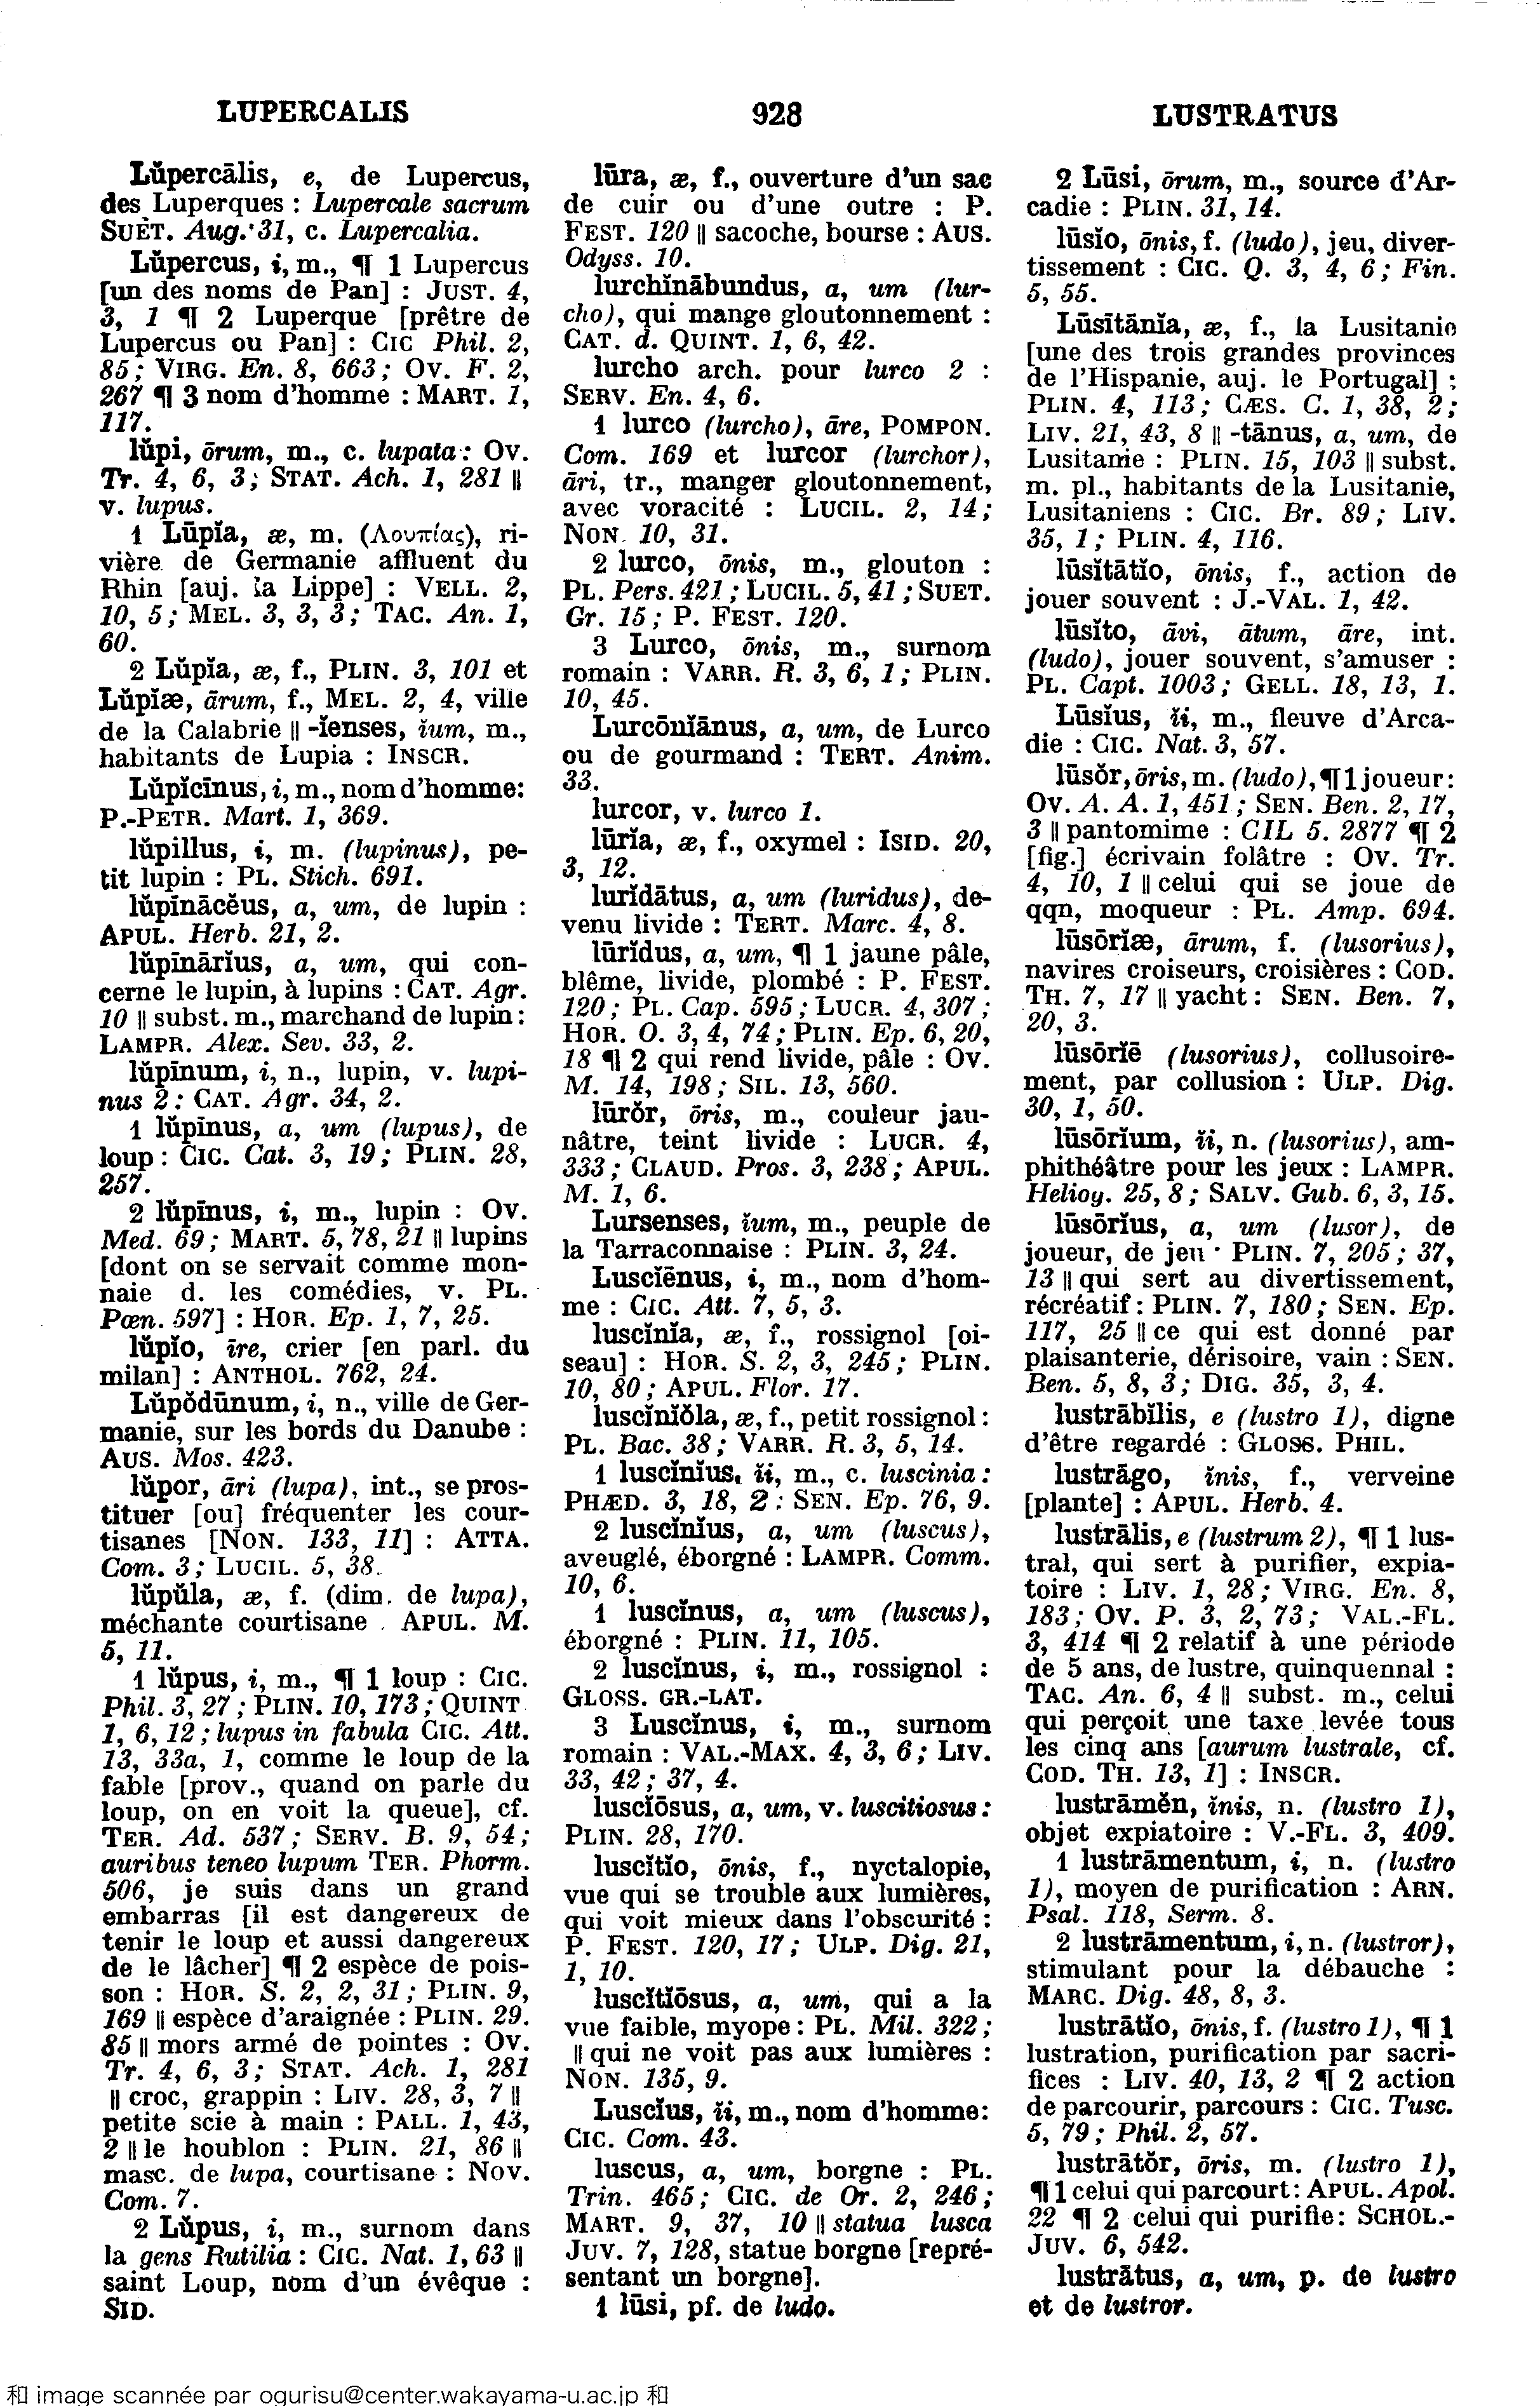 LUPERCALIS
928
LUSTRATUS
Lŭpercālis, e, de Lupercus,
des Luperques : Lupercale sacrum
SUET. Aug. 31, c. Lupercalia.
Lŭpercus, i, m., ¶ 1 Lupercus
[un des noms de Pan] : JUST. 4,
3, 1 ¶ 2 Luperque [prêtre de
Lupercus ou Pan] : CIC Phil. 2,
85 ; VIRG. En. 8, 663 ; OV. F. 2,
267 ¶ 3 nom d'homme : MART. 1,
117.
lŭpi, ōrum, m., c. lupata : OV.
Tr. 4, 6, 3 ; STAT. Ach. 1, 281 ||
v. lupus.
1 Lūpĭa, æ, m. (Λουπίας), ri-
vière de Germanie affluent du
Rhin [auj. la Lippe] : VELL. 2,
10, 5 ; MEL. 3, 3, 3 ; TAC. An. 1,
60.
2 Lŭpĭa, æ, f., PLIN. 3, 101 et
Lŭpĭæ, ārum, f., MEL. 2, 4, ville
de la Calabrie || -ĭenses, ĭum, m.,
habitants de Lupia : INSCR.
Lŭpĭcīnus, i, m., nom d'homme :
P.-PETR. Mart. 1, 369.
lŭpillus, i, m. (lupinus), pe-
tit lupin : PL. Stich. 691.
lŭpīnācĕus, a, um, de lupin :
APUL. Herb. 21, 2.
lŭpīnārĭus, a, um, qui con-
cerne le lupin, à lupins : CAT. Agr.
10 || subst. m., marchand de lupin :
LAMPR. Alex. Sev. 33, 2.
lŭpīnum, i, n., lupin, v. lupi-
nus 2 : CAT. Agr. 34, 2.
1 lŭpīnus, a, um (lupus), de
loup : CIC. Cat. 3, 19 ; PLIN. 28,
257.
2 lŭpīnus, i, m., lupin : OV.
Med. 69 ; MART. 5, 78, 21 || lupins
[dont on se servait comme mon-
naie d. les comédies, v. PL.
Pœn. 597] : HOR. Ep. 1, 7, 25.
lŭpĭo, īre, crier [en parl. du
milan] : ANTHOL. 762, 24.
Lŭpŏdūnum, i, n., ville de Ger-
manie, sur les bords du Danube :
AUS. Mos. 423.
lŭpor, āri (lupa), int., se pros-
tituer [ou] fréquenter les cour-
tisanes [NON. 133, 11] : ATTA.
Com. 3 ; LUCIL. 5, 38.
lŭpŭla, æ, f. (dim. de lupa),
méchante courtisane . APUL. M.
5, 11.
1 lŭpus, i, m., ¶ 1 loup : CIC.
Phil. 3, 27 ; PLIN. 10, 173 ; QUINT
1, 6, 12 ; lupus in fabula CIC. Att.
13, 33a, 1, comme le loup de la
fable [prov., quand on parle du
loup, on en voit la queue], cf.
TER. Ad. 537 ; SERV. B. 9, 54 ;
auribus teneo lupum TER. Phorm.
506, je suis dans un grand
embarras [il est dangereux de
tenir le loup et aussi dangereux
de le lâcher] ¶ 2 espèce de pois-
son : HOR. S. 2, 2, 31 ; PLIN. 9,
169 || espèce d'araignée : PLIN. 29.
85 || mors armé de pointes : OV.
Tr. 4, 6, 3 ; STAT. Ach. 1, 281
|| croc, grappin : LIV. 28, 3, 7 ||
petite scie à main : PALL. 1, 43,
2 || le houblon : PLIN. 21, 86 ||
masc. de lupa, courtisane : NOV.
Com. 7.
2 Lŭpus, i, m., surnom dans
la gens Rutilia : CIC. Nat. 1, 63 ||
saint Loup, nom d'un évêque :
SID.
lūra, æ, f., ouverture d'un sac
de cuir ou d'une outre : P.
FEST. 120 || sacoche, bourse : AUS.
Odyss. 10.
lurchĭnābundus, a, um (lur-
cho), qui mange gloutonnement :
CAT. d. QUINT. 1, 6, 42.
lurcho arch. pour lurco 2 :
SERV. En. 4, 6.
1 lurco (lurcho), āre, POMPON.
Com. 169 et lurcor (lurchor),
āri, tr., manger gloutonnement,
avec voracité : LUCIL. 2, 14 ;
NON. 10, 31.
2 lurco, ōnis, m., glouton :
PL. Pers. 421 ; LUCIL. 5, 41 ; SUET.
Gr. 15 ; P. FEST. 120.
3 Lurco, ōnis, m., surnom
romain : VARR. R. 3, 6, 1 ; PLIN.
10, 45.
Lurcōnĭānus, a, um, de Lurco
ou de gourmand : TERT. Anim.
33.
lurcor, v. lurco 1.
lūrĭa, æ, f., oxymel : ISID. 20,
3, 12.
lurĭdātus, a, um (luridus), de-
venu livide : TERT. Marc. 4, 8.
lūrĭdus, a, um, ¶ 1 jaune pâle,
blême, livide, plombé : P. FEST.
120 ; PL. Cap. 595 ; LUCR. 4, 307 ;
HOR. O. 3, 4, 74 ; PLIN. Ep. 6, 20,
18 ¶ 2 qui rend livide, pâle : OV.
M. 14, 198 ; SIL. 13, 560.
lūrŏr, ōris, m., couleur jau-
nâtre, teint livide : LUCR. 4,
333 ; CLAUD. Pros. 3, 238 ; APUL.
M. 1, 6.
Lursenses, ĭum, m., peuple de
la Tarraconnaise : PLIN. 3, 24.
Luscĭēnus, i, m., nom d'hom-
me : CIC. Att. 7, 5, 3.
luscĭnĭa, æ, f., rossignol [oi-
seau] : HOR. S. 2, 3, 245 ; PLIN.
10, 80 ; APUL. Flor. 17.
luscĭnĭŏla, æ, f., petit rossignol :
PL. Bac. 38 ; VARR. R. 3, 5, 14.
1 luscĭnĭus, ĭi, m., c. luscinia :
PHÆD. 3, 18, 2 : SEN. Ep. 76, 9.
2 luscĭnĭus, a, um (luscus),
aveuglé, éborgné : LAMPR. Comm.
10, 6.
1 luscĭnus, a, um (luscus),
éborgné : PLIN. 11, 105.
2 luscĭnus, i, m., rossignol :
GLOSS. GR.-LAT.
3 Luscĭnus, i, m., surnom
romain : VAL.-MAX. 4, 3, 6 ; LIV.
33, 42 ; 37, 4.
luscĭōsus, a, um, v. luscitiosus :
PLIN. 28, 170.
luscĭtĭo, ōnis, f., nyctalopie,
vue qui se trouble aux lumières,
qui voit mieux dans l'obscurité :
P. FEST. 120, 17 ; ULP. Dig. 21,
1, 10.
luscĭtĭōsus, a, um, qui a la
vue faible, myope : PL. Mil. 322 ;
|| qui ne voit pas aux lumières :
NON. 135, 9.
Luscĭus, ĭi, m., nom d'homme :
CIC. Com. 43.
luscus, a, um, borgne : PL.
Trin. 465 ; CIC. de Or. 2, 246 ;
MART. 9, 37, 10 || statua lusca
JUV. 7, 128, statue borgne [repré-
sentant un borgne].
1 lūsi, pf. de ludo.
2 Lūsi, ōrum, m., source d'Ar-
cadie : PLIN. 31, 14.
lūsĭo, ōnis, f. (ludo), jeu, diver-
tissement : CIC. Q. 3, 4, 6 ; Fin.
5, 55.
Lūsĭtānĭa, æ, f., la Lusitanie
[une des trois grandes provinces
de l'Hispanie, auj. le Portugal] :
PLIN. 4, 113 ; CÆS. C. 1, 38, 2 ;
LIV. 21, 43, 8 || -tānus, a, um, de
Lusitanie : PLIN. 15, 103 || subst.
m. pl., habitants de la Lusitanie,
Lusitaniens : CIC. Br. 89 ; LIV.
35, 1 ; PLIN. 4, 116.
lūsĭtātĭo, ōnis, f., action de
jouer souvent : J.-VAL. 1, 42.
lūsĭto, āvi, ātum, āre, int.
(ludo), jouer souvent, s'amuser :
PL. Capt. 1003 ; GELL. 18, 13, 1.
Lūsĭus, ĭi, m., fleuve d'Arca-
die : CIC. Nat. 3, 57.
lūsŏr, ōris, m. (ludo), ¶ 1 joueur :
OV. A. A. 1, 451 ; SEN. Ben. 2, 17,
3 || pantomime : CIL 5. 2877 ¶ 2
[fig.] écrivain folâtre : OV. Tr.
4, 10, 1 || celui qui se joue de
qqn, moqueur : PL. Amp. 694.
lūsōrĭæ, ārum, f. (lusorius),
navires croiseurs, croisières : COD.
TH. 7, 17 || yacht : SEN. Ben. 7,
20, 3.
lūsōrĭē (lusorius), collusoire-
ment, par collusion : ULP. Dig.
30, 1, 50.
lūsōrĭum, ĭi, n. (lusorius), am-
phithéâtre pour les jeux : LAMPR.
Heliog. 25, 8 ; SALV. Gub. 6, 3, 15.
lūsōrĭus, a, um (lusor), de
joueur, de jeu · PLIN. 7, 205 ; 37,
13 || qui sert au divertissement,
récréatif : PLIN. 7, 180 ; SEN. Ep.
117, 25 || ce qui est donné par
plaisanterie, dérisoire, vain : SEN.
Ben. 5, 8, 3 ; DIG. 35, 3, 4.
lustrābĭlis, e (lustro 1), digne
d'être regardé : GLOSS. PHIL.
lustrāgo, ĭnis, f., verveine
[plante] : APUL. Herb. 4.
lustrālis, e (lustrum 2), ¶ 1 lus-
tral, qui sert à purifier, expia-
toire : LIV. 1, 28 ; VIRG. En. 8,
183 ; OV. P. 3, 2, 73 ; VAL.-FL.
3, 414 ¶ 2 relatif à une période
de 5 ans, de lustre, quinquennal :
TAC. An. 6, 4 || subst. m., celui
qui perçoit une taxe levée tous
les cinq ans [aurum lustrale, cf.
COD. TH. 13, 1] : INSCR.
lustrāmĕn, ĭnis, n. (lustro 1),
objet expiatoire : V.-FL. 3, 409.
1 lustrāmentum, i, n. (lustro
1), moyen de purification : ARN.
Psal. 118, Serm. 8.
2 lustrāmentum, i, n. (lustror),
stimulant pour la débauche :
MARC. Dig. 48, 8, 3.
lustrātĭo, ōnis, f. (lustro 1), ¶ 1
lustration, purification par sacri-
fices : LIV. 40, 13, 2 ¶ 2 action
de parcourir, parcours : CIC. Tusc.
5, 79 ; Phil. 2, 57.
lustrātŏr, ōris, m. (lustro 1),
¶ 1 celui qui parcourt : APUL. Apol.
22 ¶ 2 celui qui purifie : SCHOL.-
JUV. 6, 542.
lustrātus, a, um, p. de lustro
et de lustror.
和 image scannée par ogurisu@center.wakayama-u.ac.jp 和